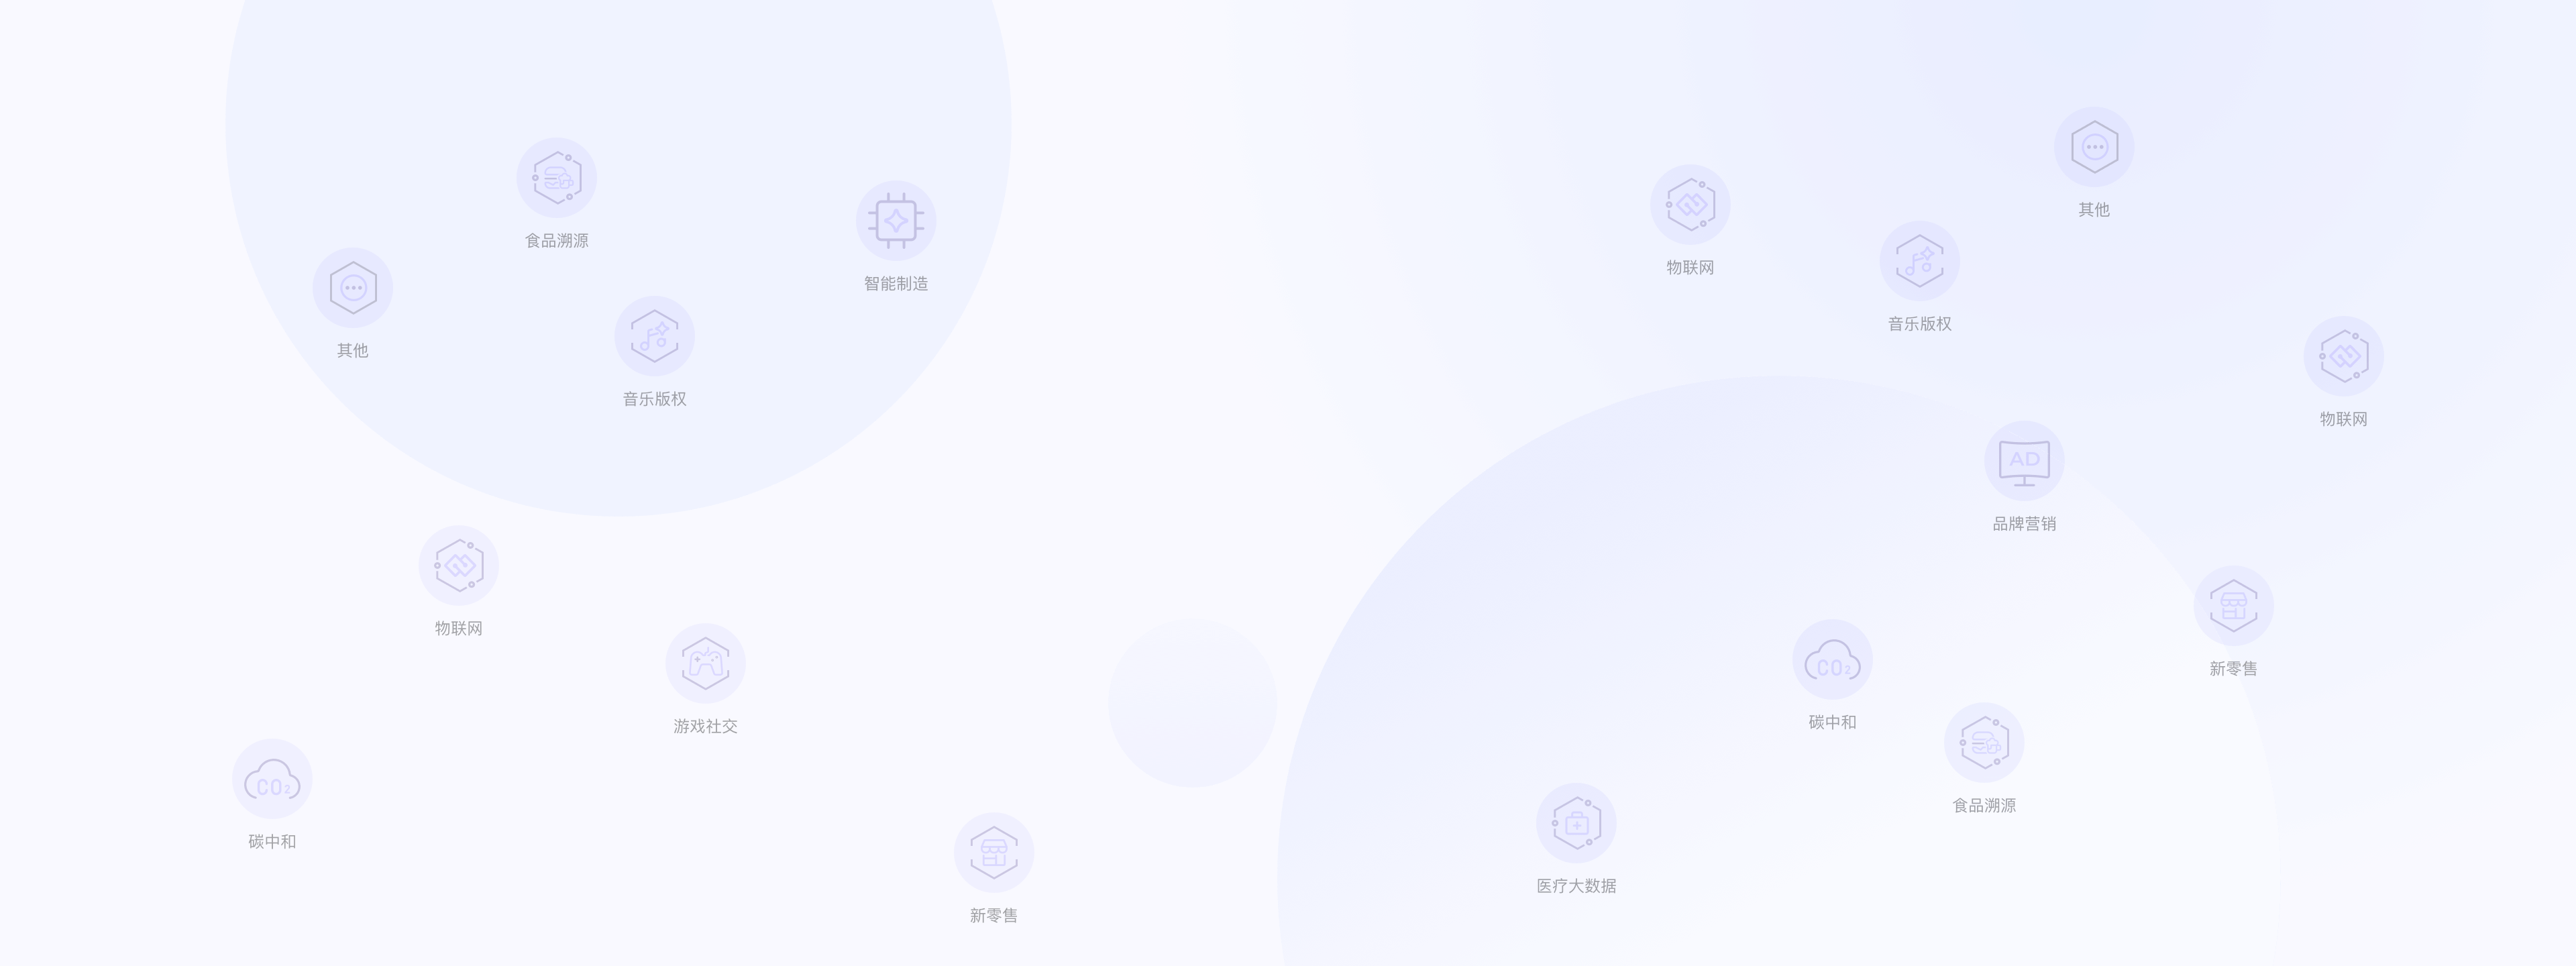 食品溯源
智能制造
其他
音乐版权
物联网
游戏社交
CO2
碳中和
新零售
其他
物联网
音乐版权
物联网
AD
品牌营销
新零售
CO2
碳中和
食品溯源
医疗大数据